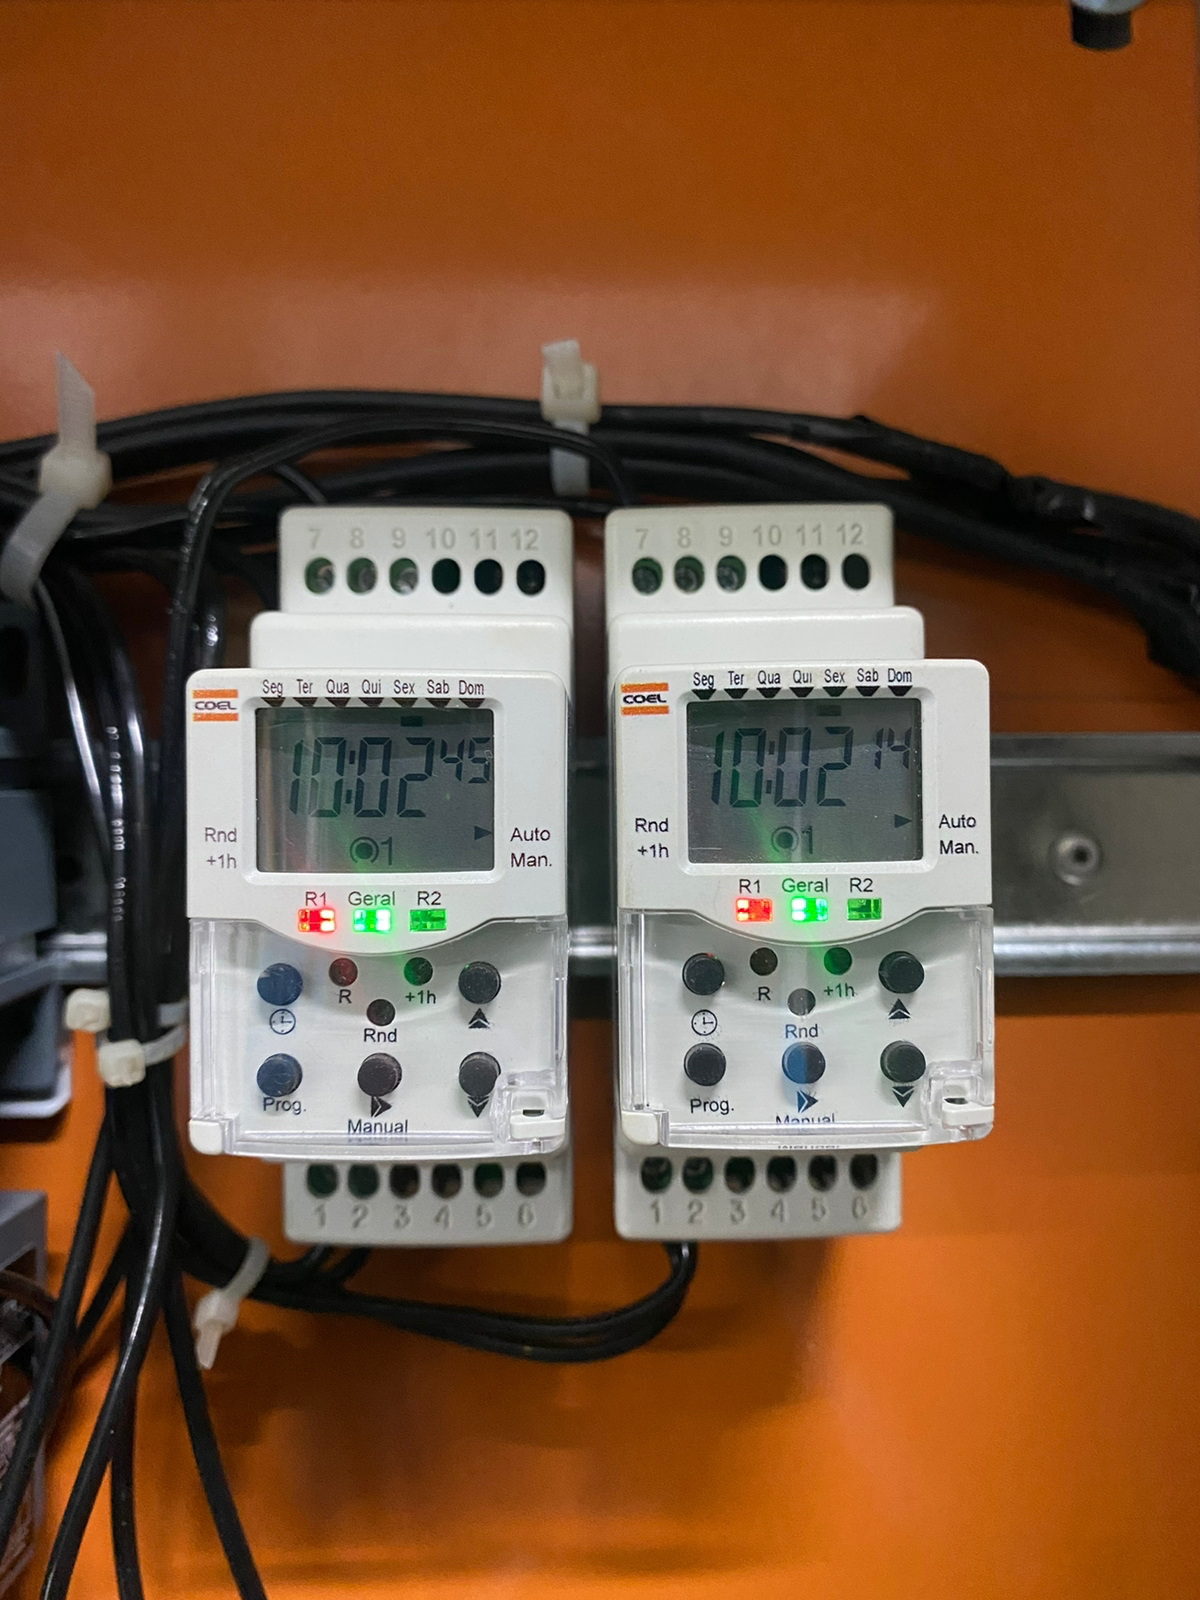 7 8 9 10 11 12
COEL
Seg Ter Qua Qui Sex Sab Dom
10:02 45
1
Rnd
+1h
Auto
Man.
R1 Geral R2
R
+1h
Rnd
Prog.
Manual
1 2 3 4 5 6
7 8 9 10 11 12
COEL
Seg Ter Qua Qui Sex Sab Dom
10:02 14
1
Rnd
+1h
Auto
Man.
R1 Geral R2
R
+1h
Rnd
Prog.
Manual
1 2 3 4 5 6